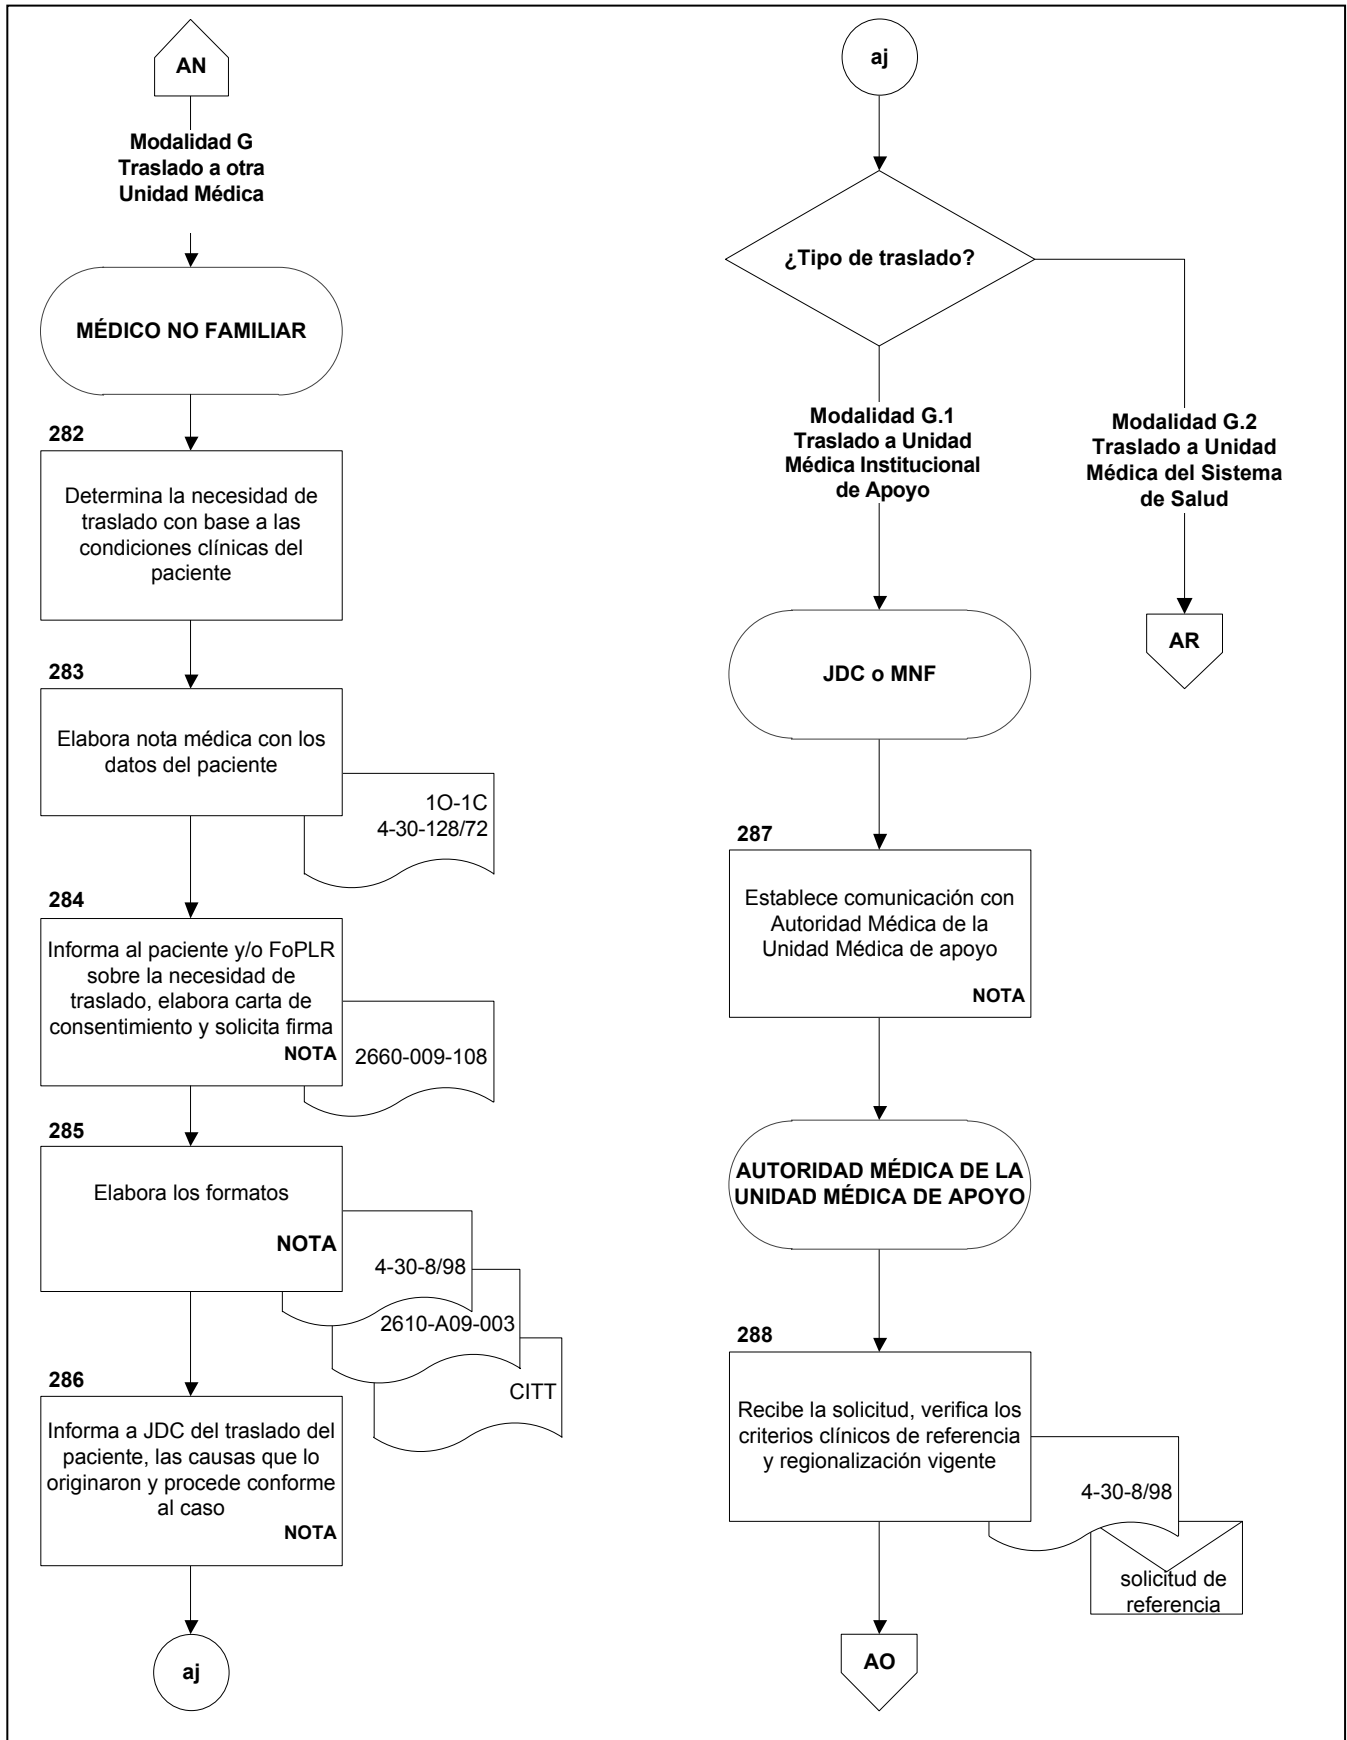 AN
Modalidad G
Traslado a otra
Unidad Médica
MÉDICO NO FAMILIAR
282
Determina la necesidad de
traslado con base a las
condiciones clínicas del
paciente
283
Elabora nota médica con los
datos del paciente
1O-1C
4-30-128/72
284
Informa al paciente y/o FoPLR
sobre la necesidad de
traslado, elabora carta de
consentimiento y solicita firma
NOTA
2660-009-108
285
Elabora los formatos
NOTA
4-30-8/98
2610-A09-003
CITT
286
Informa a JDC del traslado del
paciente, las causas que lo
originaron y procede conforme
al caso
NOTA
aj
aj
¿Tipo de traslado?
Modalidad G.1
Traslado a Unidad
Médica Institucional
de Apoyo
Modalidad G.2
Traslado a Unidad
Médica del Sistema
de Salud
AR
JDC o MNF
287
Establece comunicación con
Autoridad Médica de la
Unidad Médica de apoyo
NOTA
AUTORIDAD MÉDICA DE LA
UNIDAD MÉDICA DE APOYO
288
Recibe la solicitud, verifica los
criterios clínicos de referencia
y regionalización vigente
4-30-8/98
solicitud de
referencia
AO